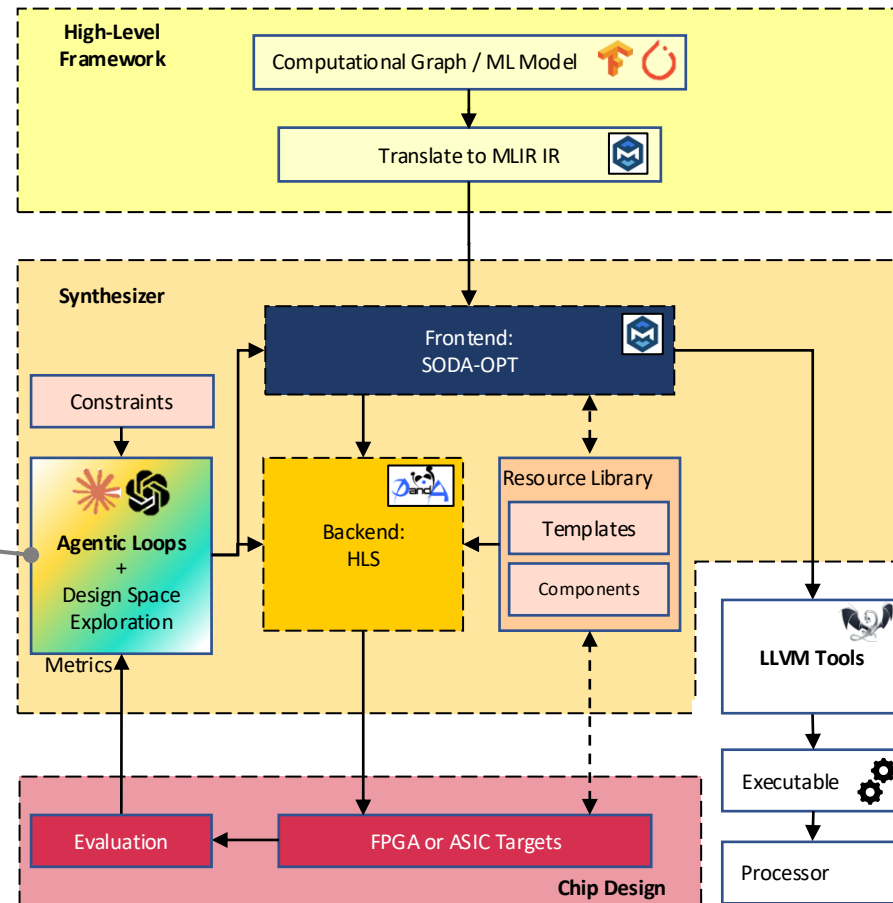 High-Level
Framework
Computational Graph / ML Model
Translate to MLIR IR
Synthesizer
Frontend:
SODA-OPT
Constraints
Agentic Loops
+
Design Space
Exploration
Metrics
PandA
Backend:
HLS
Resource Library
Templates
Components
LLVM Tools
Executable
Processor
Evaluation
FPGA or ASIC Targets
Chip Design